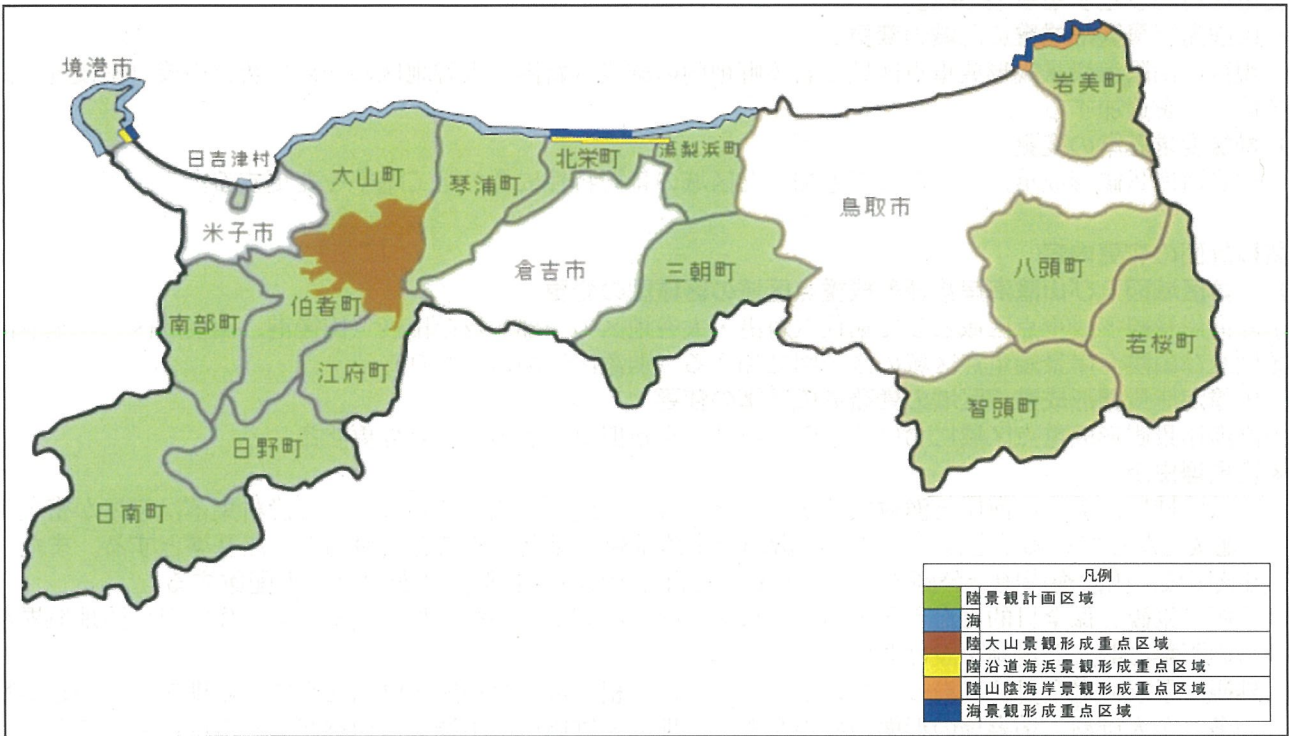 境港市
岩美町
日吉津村
大山町
琴浦町
北栄町
湯梨浜町
米子市
鳥取市
倉吉市
三朝町
八頭町
南部町
伯耆町
江府町
若桜町
智頭町
日野町
日南町
凡例
陸景観計画区域
海
陸大山景観形成重点区域
陸沿道海浜景観形成重点区域
陸山陰海岸景観形成重点区域
海景観形成重点区域